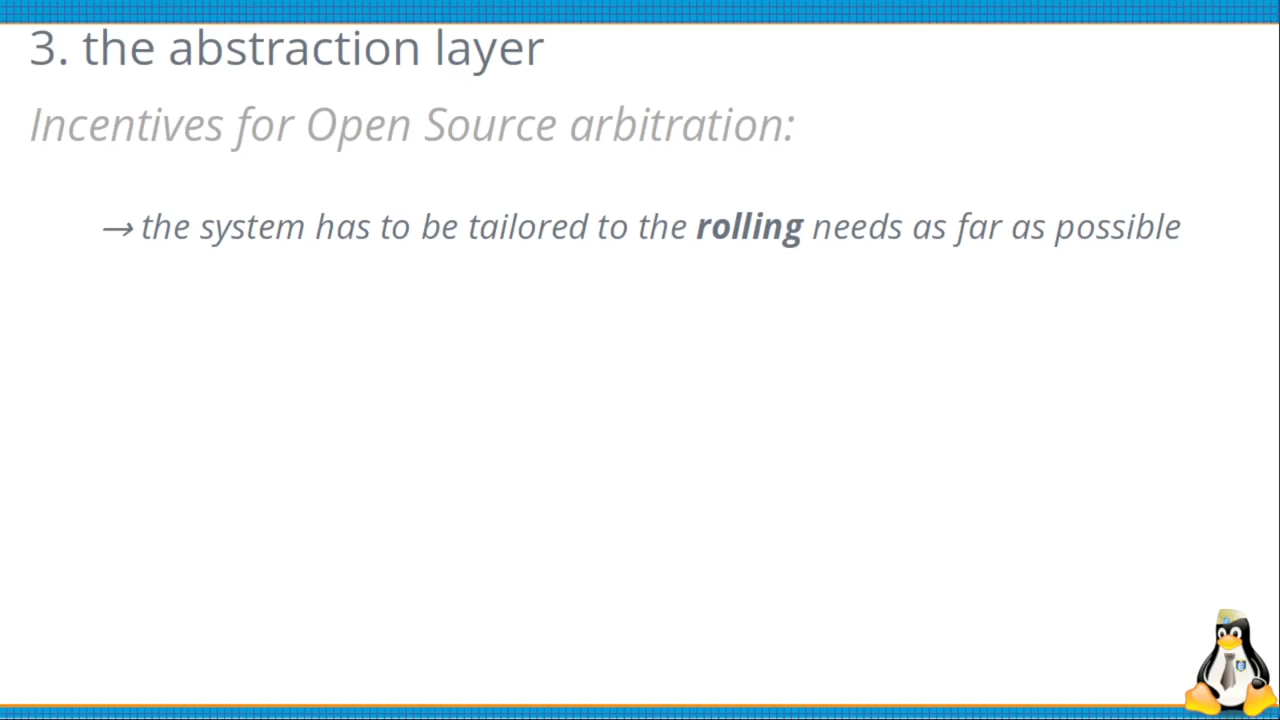 3. the abstraction layer
Incentives for Open Source arbitration:
→ the system has to be tailored to the rolling needs as far as possible